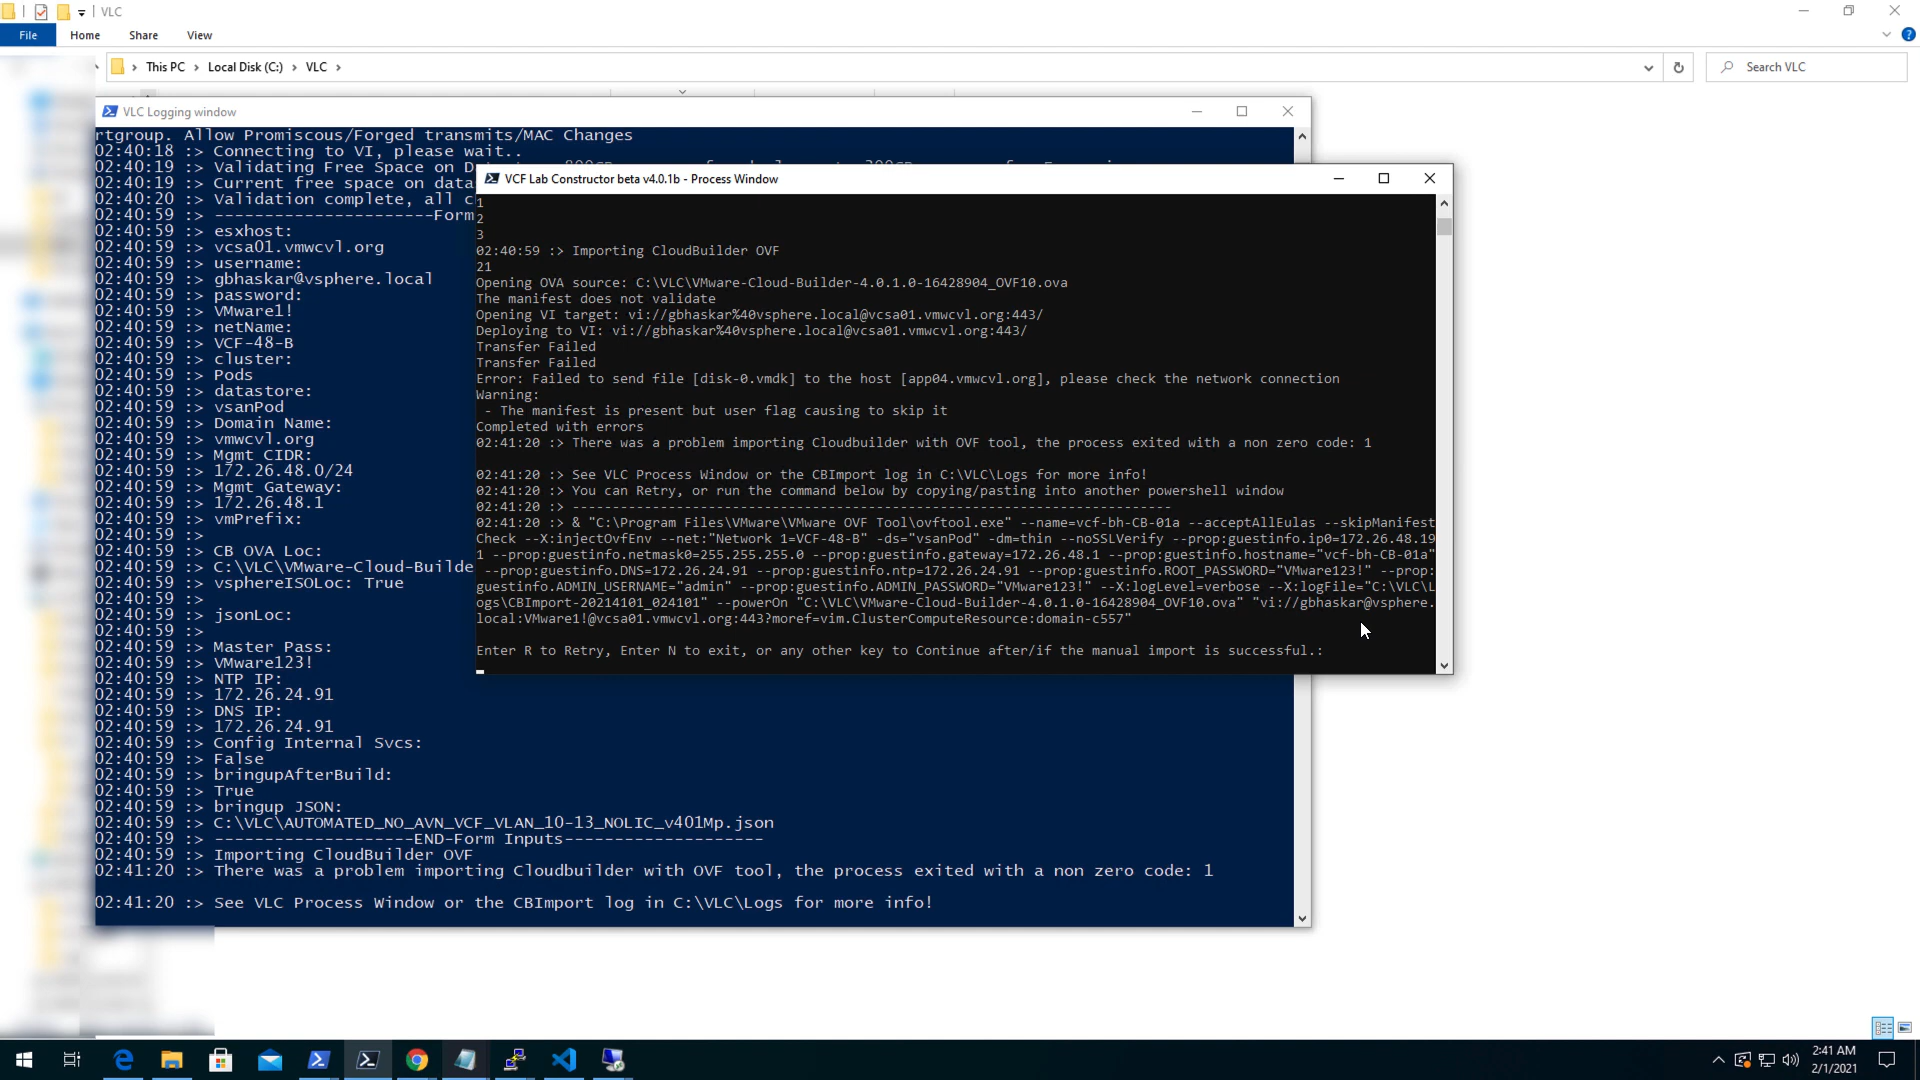 VLC
File Home Share View
This PC Local Disk (C:) VLC
Search VLC
VLC Logging window
rtgroup. Allow Promiscous/Forged transmits/MAC Changes
02:40:18 :> Connecting to VI, please wait..
02:40:19 :> Validating Free Space on D
02:40:19 :> Current free space on data
02:40:20 :> Validation complete, all c
02:40:59 :> ----------------------Form
02:40:59 :> esxhost:
02:40:59 :> vcsa01.vmwcvl.org
02:40:59 :> username:
02:40:59 :> gbhaskar@vsphere.local
02:40:59 :> password:
02:40:59 :> VMware1!
02:40:59 :> netName:
02:40:59 :> VCF-48-B
02:40:59 :> cluster:
02:40:59 :> Pods
02:40:59 :> datastore:
02:40:59 :> vsanPod
02:40:59 :> Domain Name:
02:40:59 :> vmwcvl.org
02:40:59 :> Mgmt CIDR:
02:40:59 :> 172.26.48.0/24
02:40:59 :> Mgmt Gateway:
02:40:59 :> 172.26.48.1
02:40:59 :> vmPrefix:
02:40:59 :>
02:40:59 :> CB OVA Loc:
02:40:59 :> C:\VLC\VMware-Cloud-Builde
02:40:59 :> vsphereISOLoc: True
02:40:59 :>
02:40:59 :> jsonLoc:
02:40:59 :>
02:40:59 :> Master Pass:
02:40:59 :> VMware123!
02:40:59 :> NTP IP:
02:40:59 :> 172.26.24.91
02:40:59 :> DNS IP:
02:40:59 :> 172.26.24.91
02:40:59 :> Config Internal Svcs:
02:40:59 :> False
02:40:59 :> bringupAfterBuild:
02:40:59 :> True
02:40:59 :> bringup JSON:
02:40:59 :> C:\VLC\AUTOMATED_NO_AVN_VCF_VLAN_10-13_NOLIC_v401Mp.json
02:40:59 :> --------------------END-Form Inputs--------------------
02:40:59 :> Importing CloudBuilder OVF
02:41:20 :> There was a problem importing Cloudbuilder with OVF tool, the process exited with a non zero code: 1
02:41:20 :> See VLC Process Window or the CBImport log in C:\VLC\Logs for more info!
VCF Lab Constructor beta v4.0.1b - Process Window
1
2
3
02:40:59 :> Importing CloudBuilder OVF
21
Opening OVA source: C:\VLC\VMware-Cloud-Builder-4.0.1.0-16428904_OVF10.ova
The manifest does not validate
Opening VI target: vi://gbhaskar%40vsphere.local@vcsa01.vmwcvl.org:443/
Deploying to VI: vi://gbhaskar%40vsphere.local@vcsa01.vmwcvl.org:443/
Transfer Failed
Transfer Failed
Error: Failed to send file [disk-0.vmdk] to the host [app04.vmwcvl.org], please check the network connection
Warning:
- The manifest is present but user flag causing to skip it
Completed with errors
02:41:20 :> There was a problem importing Cloudbuilder with OVF tool, the process exited with a non zero code: 1
02:41:20 :> See VLC Process Window or the CBImport log in C:\VLC\Logs for more info!
02:41:20 :> You can Retry, or run the command below by copying/pasting into another powershell window
02:41:20 :> ---------------------------------------------------------------------------
02:41:20 :> & "C:\Program Files\VMware\VMware OVF Tool\ovftool.exe" --name=vcf-bh-CB-01a --acceptAllEulas --skipManifest
Check --X:injectOvfEnv --net:"Network 1=VCF-48-B" -ds="vsanPod" -dm=thin --noSSLVerify --prop:guestinfo.ip0=172.26.48.19
1 --prop:guestinfo.netmask0=255.255.255.0 --prop:guestinfo.gateway=172.26.48.1 --prop:guestinfo.hostname="vcf-bh-CB-01a"
--prop:guestinfo.DNS=172.26.24.91 --prop:guestinfo.ntp=172.26.24.91 --prop:guestinfo.ROOT_PASSWORD="VMware123!" --prop:
guestinfo.ADMIN_USERNAME="admin" --prop:guestinfo.ADMIN_PASSWORD="VMware123!" --X:logLevel=verbose --X:logFile="C:\VLC\L
ogs\CBImport-20214101_024101" --powerOn "C:\VLC\VMware-Cloud-Builder-4.0.1.0-16428904_OVF10.ova" "vi://gbhaskar@vsphere.
local:VMware1!@vcsa01.vmwcvl.org:443?moref=vim.ClusterComputeResource:domain-c557"
Enter R to Retry, Enter N to exit, or any other key to Continue after/if the manual import is successful.:
2:41 AM
2/1/2021